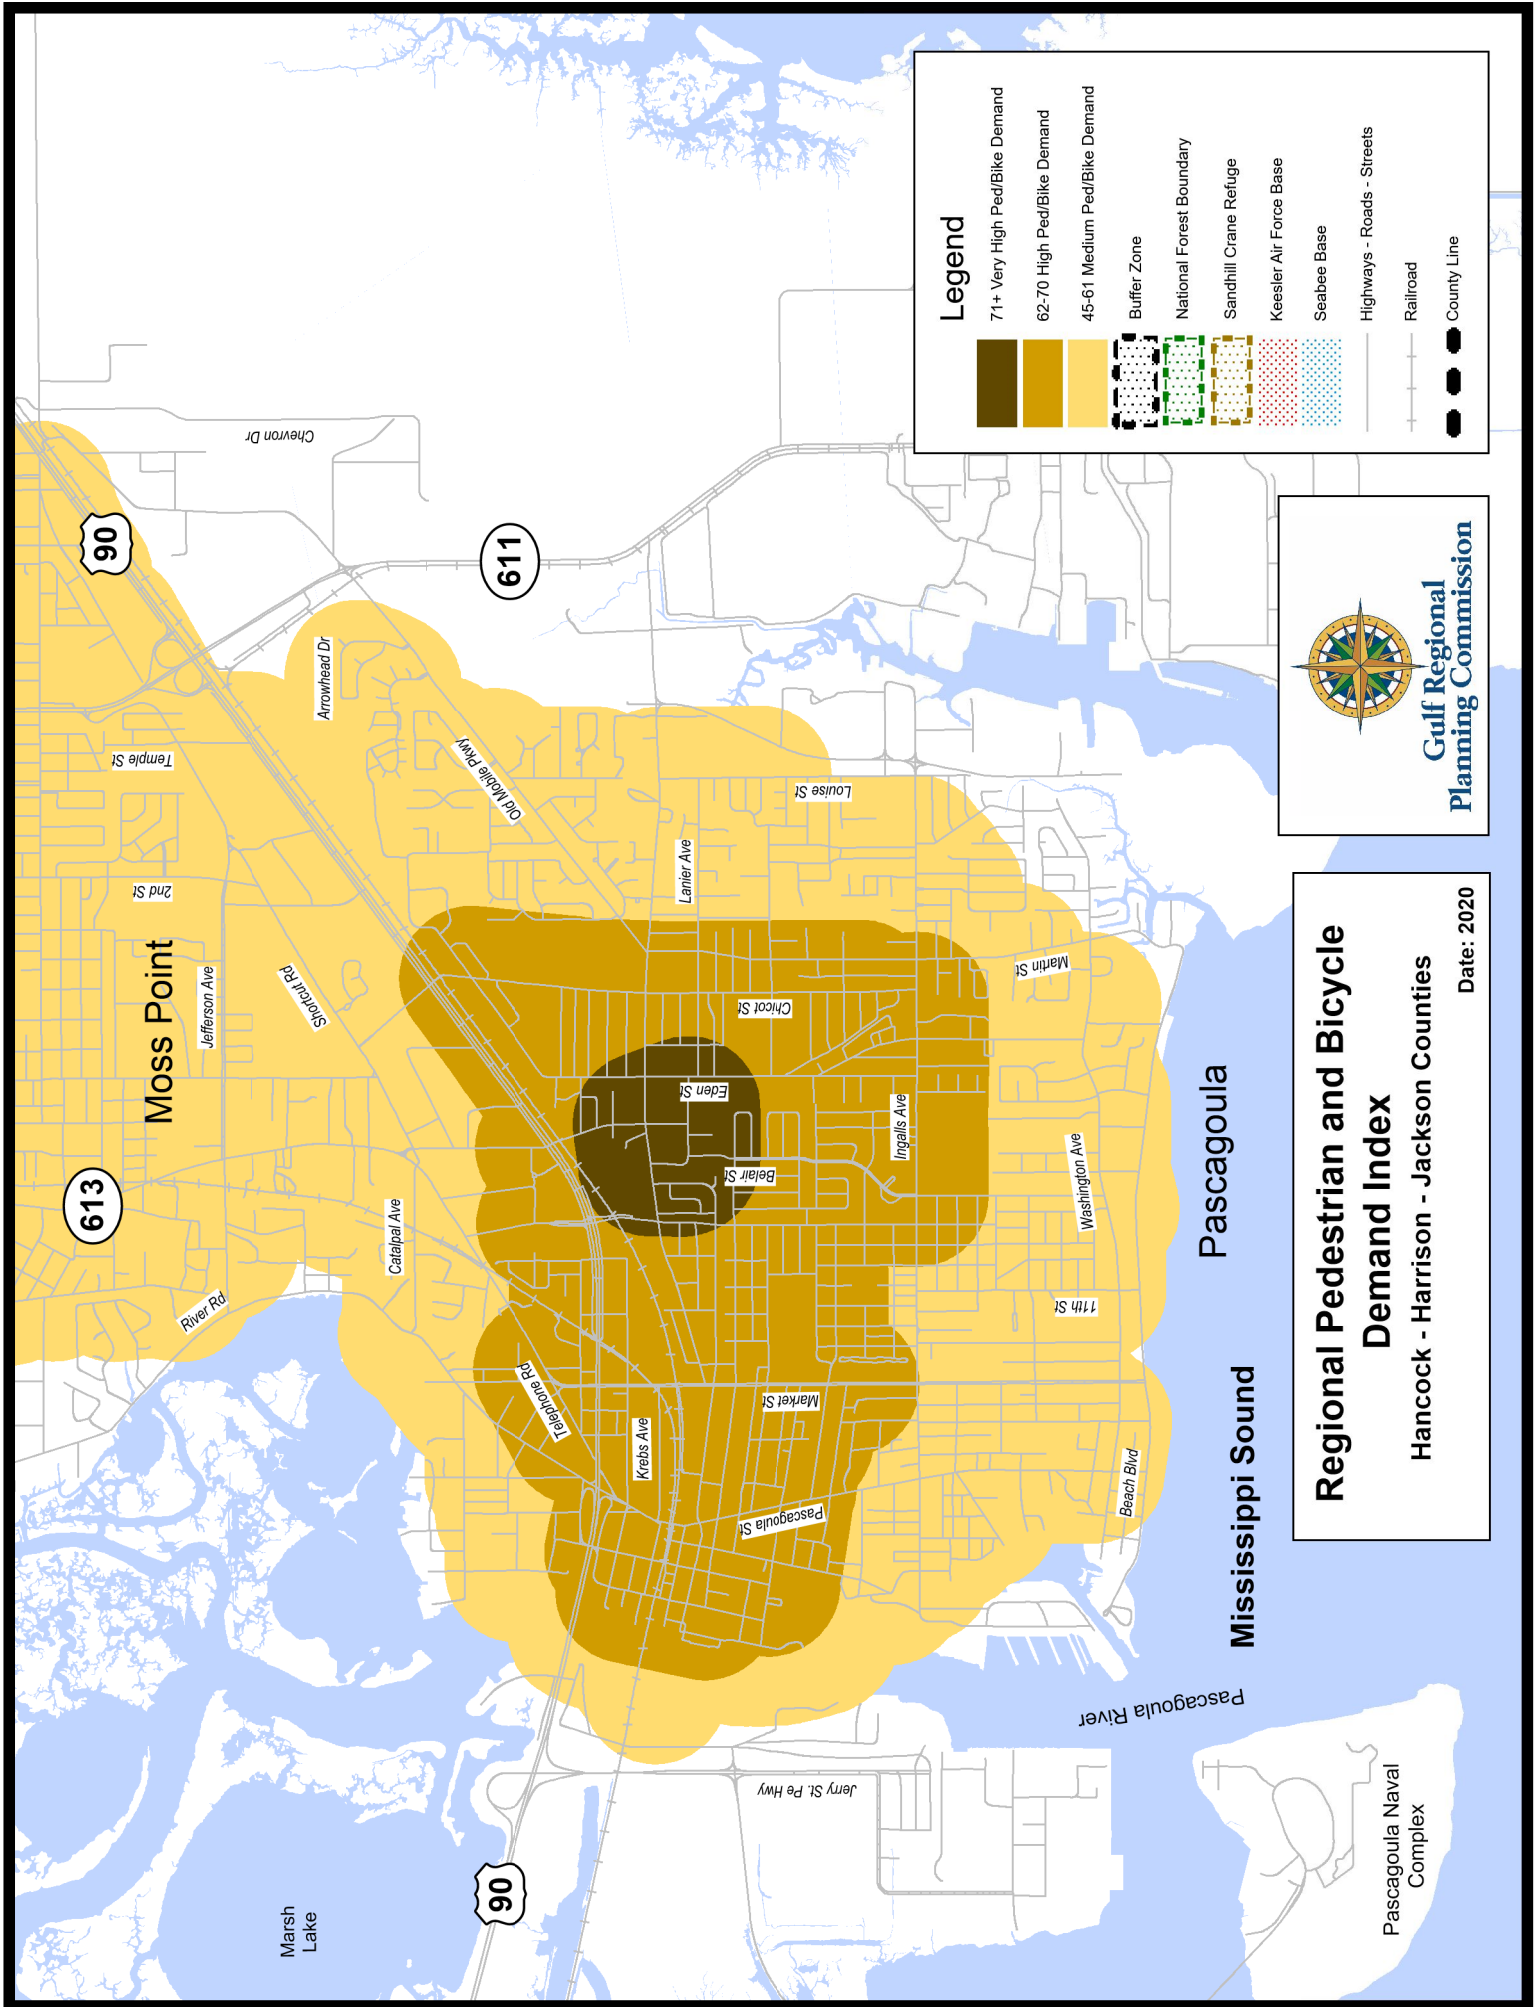 Moss Point
Pascagoula
Mississippi Sound
Pascagoula River
Pascagoula Naval
Complex
Marsh
Lake
90
90
611
613
Chevron Dr
Arrowhead Dr
Temple St
Old Mobile Pkwy
Louise St
2nd St
Lanier Ave
Jefferson Ave
Shortcut Rd
Martin St
Chicot St
Eden St
Ingalls Ave
Belair St
Washington Ave
Catalpal Ave
River Rd
11th St
Telephone Rd
Market St
Krebs Ave
Beach Blvd
Pascagoula St
Jerry St. Pe Hwy
Legend
71+ Very High Ped/Bike Demand
62-70 High Ped/Bike Demand
45-61 Medium Ped/Bike Demand
Buffer Zone
National Forest Boundary
Sandhill Crane Refuge
Keesler Air Force Base
Seabee Base
Highways - Roads - Streets
Railroad
County Line
Gulf Regional
Planning Commission
Regional Pedestrian and Bicycle
Demand Index
Hancock - Harrison - Jackson Counties
Date: 2020